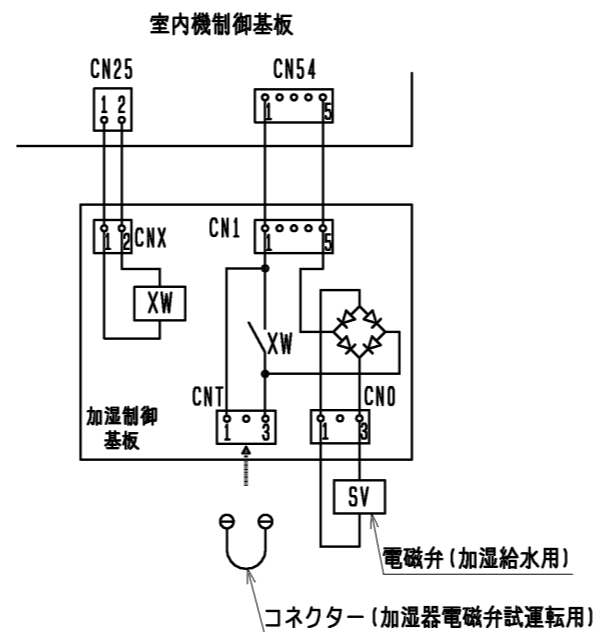 室内機制御基板
CN25
CN54
1 2
1 5
CNX
CN1
1 2
1 5
XW
XW
CNT
CNO
加湿制御
基板
1 3
1 3
SV
電磁弁(加湿給水用)
コネクター(加湿器電磁弁試運転用)